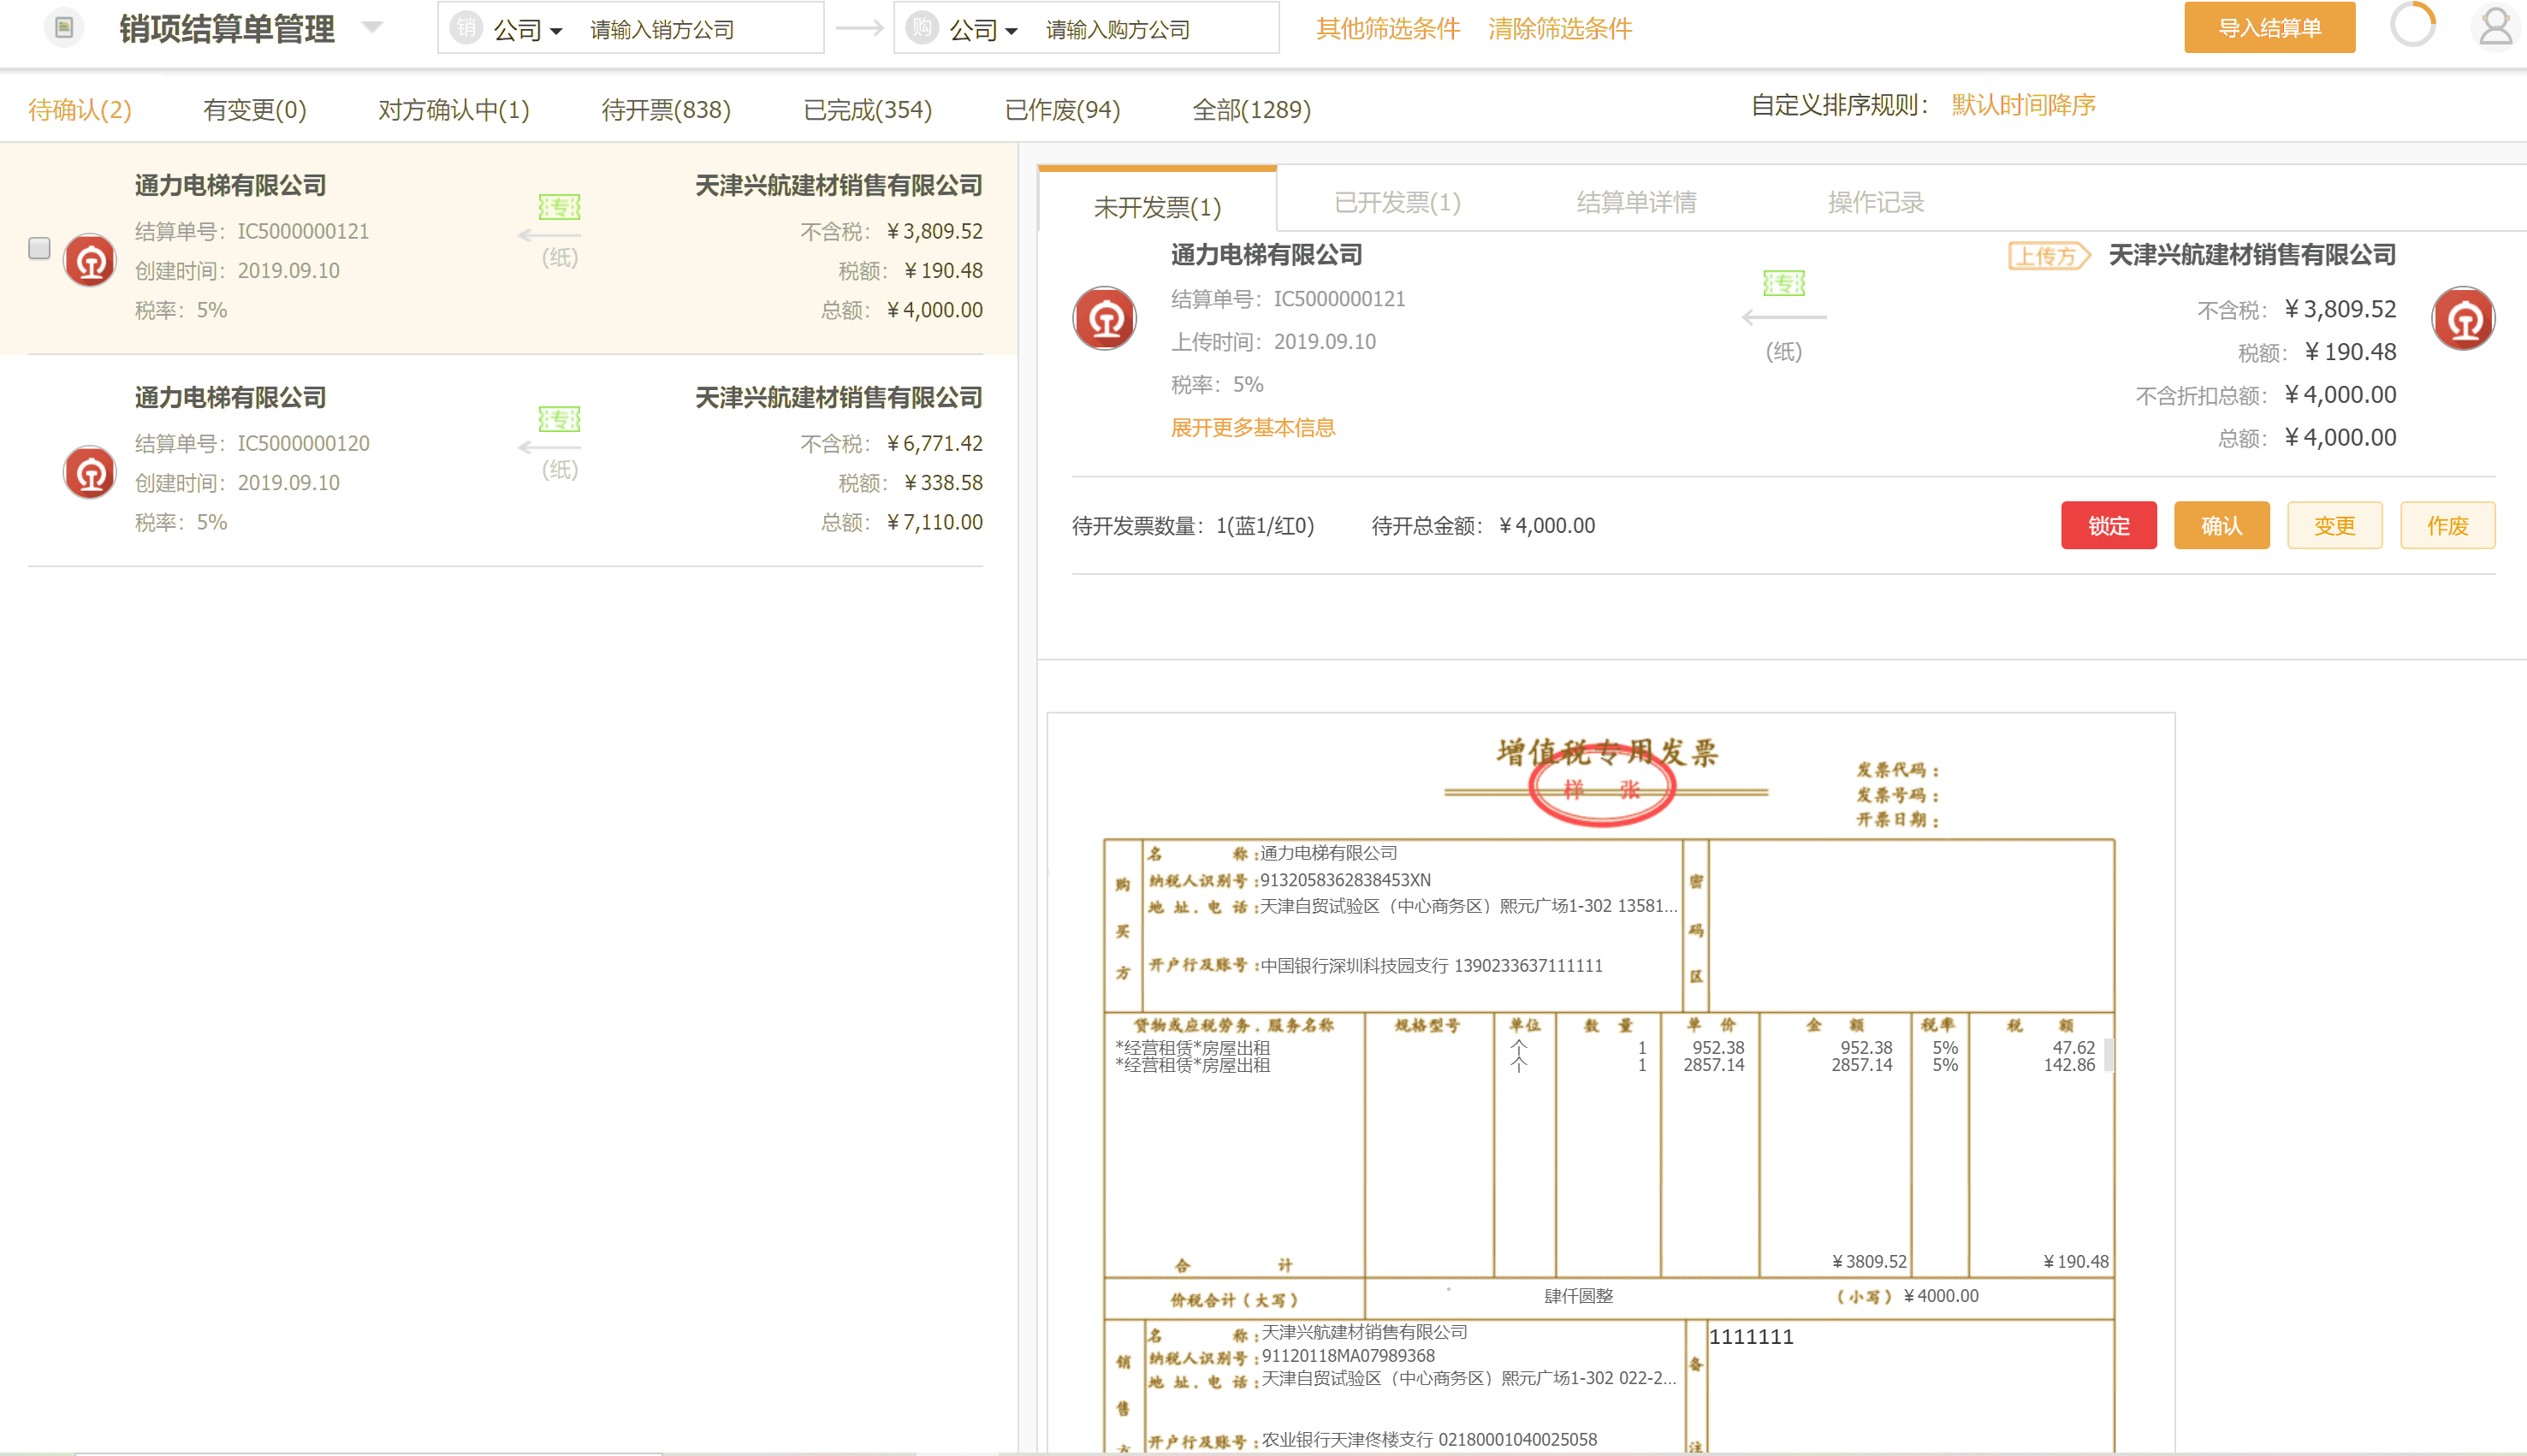 销项结算单管理
销 公司 请输入销方公司
购 公司 请输入购方公司
其他筛选条件 清除筛选条件
导入结算单
待确认(2) 有变更(0) 对方确认中(1) 待开票(838) 已完成(354) 已作废(94) 全部(1289)
自定义排序规则： 默认时间降序
通力电梯有限公司 天津兴航建材销售有限公司
专
结算单号：IC5000000121 不含税：￥3,809.52
(纸)
创建时间：2019.09.10 税额：￥190.48
税率：5% 总额：￥4,000.00
通力电梯有限公司 天津兴航建材销售有限公司
专
结算单号：IC5000000120 不含税：￥6,771.42
(纸)
创建时间：2019.09.10 税额：￥338.58
税率：5% 总额：￥7,110.00
未开发票(1) 已开发票(1) 结算单详情 操作记录
通力电梯有限公司 上传方 天津兴航建材销售有限公司
专
结算单号：IC5000000121 不含税：￥3,809.52
上传时间：2019.09.10 (纸) 税额：￥190.48
税率：5% 不含折扣总额：￥4,000.00
展开更多基本信息 总额：￥4,000.00
待开发票数量：1(蓝1/红0) 待开总金额：￥4,000.00 锁定 确认 变更 作废
增值税专用发票
样 张
发票代码：
发票号码：
开票日期：
购买方
名 称：通力电梯有限公司
纳税人识别号：9132058362838453XN
地 址、电 话：天津自贸试验区（中心商务区）熙元广场1-302 13581...
开户行及账号：中国银行深圳科技园支行 1390233637111111
密码区
货物或应税劳务、服务名称 规格型号 单位 数 量 单 价 金 额 税率 税 额
*经营租赁*房屋出租 个 1 952.38 952.38 5% 47.62
*经营租赁*房屋出租 个 1 2857.14 2857.14 5% 142.86
合 计 ￥3809.52 ￥190.48
价税合计（大写） 肆仟圆整 （小写）￥4000.00
销售方
名 称：天津兴航建材销售有限公司
纳税人识别号：91120118MA07989368
地 址、电 话：天津自贸试验区（中心商务区）熙元广场1-302 022-2...
开户行及账号：农业银行天津佟楼支行 02180001040025058
备注
1111111